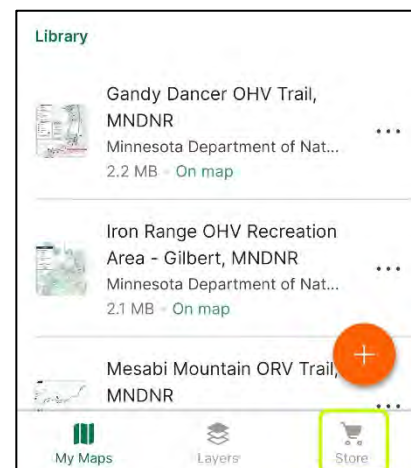 Library
Gandy Dancer OHV Trail,
MNDNR
Minnesota Department of Nat...
2.2 MB - On map
Iron Range OHV Recreation
Area - Gilbert, MNDNR
Minnesota Department of Nat...
2.1 MB - On map
Mesabi Mountain ORV Trail,
MNDNR
My Maps
Layers
Store